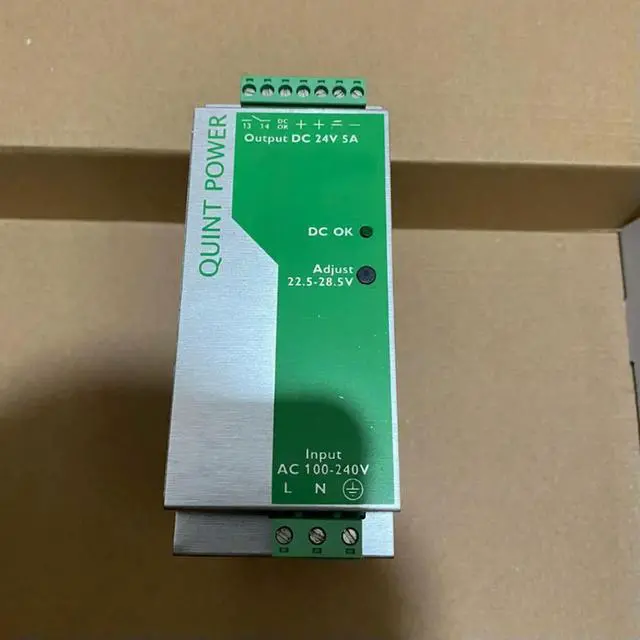 13 14 DC OK + + = −
Output DC 24V 5A
QUINT POWER
DC OK
Adjust
22.5-28.5V
Input
AC 100-240V
L N